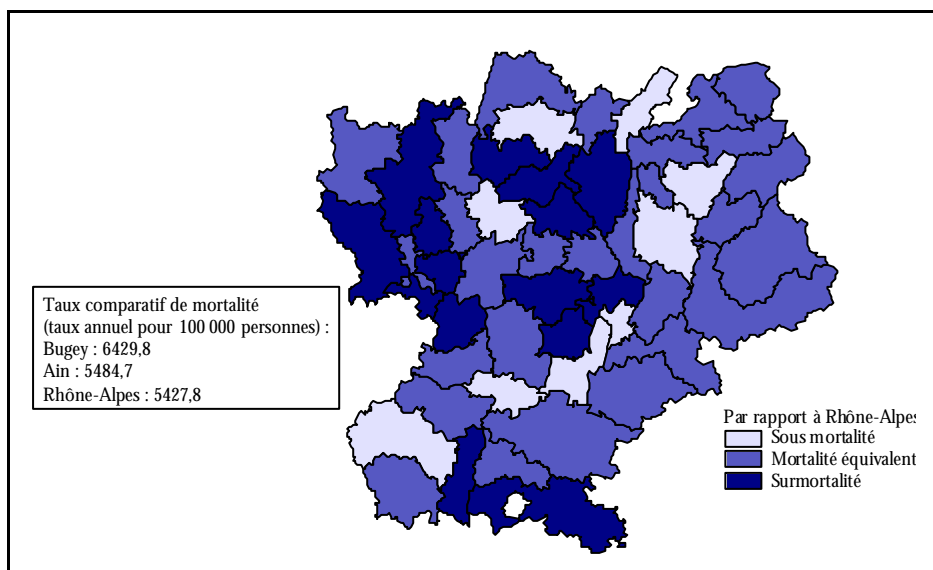 Taux comparatif de mortalité
(taux annuel pour 100 000 personnes) :
Bugey : 6429,8
Ain : 5484,7
Rhône-Alpes : 5427,8
Par rapport à Rhône-Alpes
Sous mortalité
Mortalité équivalent
Surmortalité